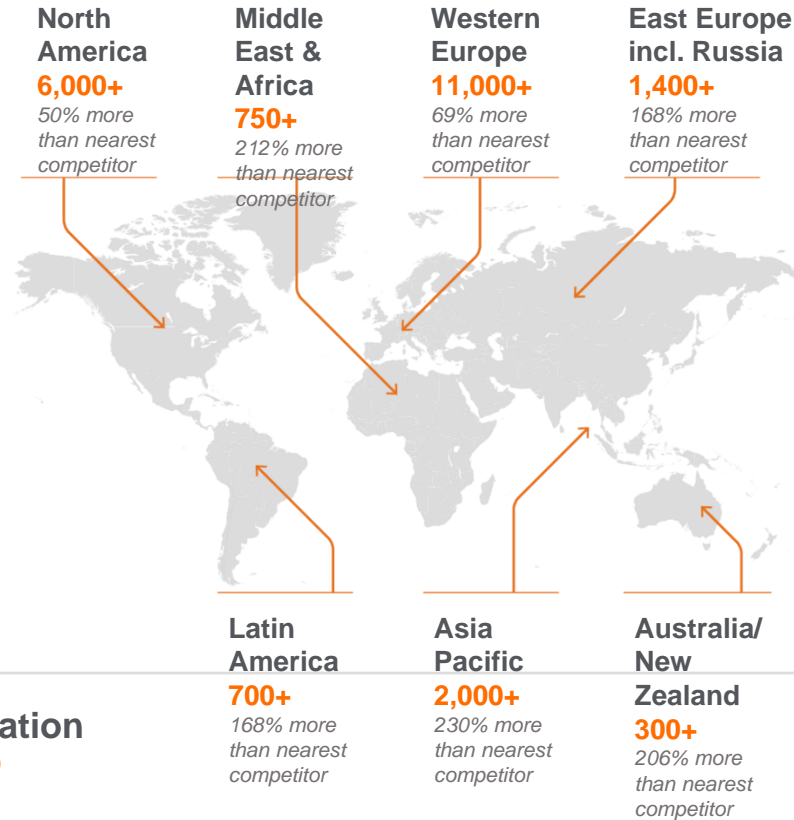 North
America
6,000+
50% more
than nearest
competitor
Middle
East &
Africa
750+
212% more
than nearest
competitor
Western
Europe
11,000+
69% more
than nearest
competitor
East Europe
incl. Russia
1,400+
168% more
than nearest
competitor
Latin
America
700+
168% more
than nearest
competitor
Asia
Pacific
2,000+
230% more
than nearest
competitor
Australia/
New
Zealand
300+
206% more
than nearest
competitor